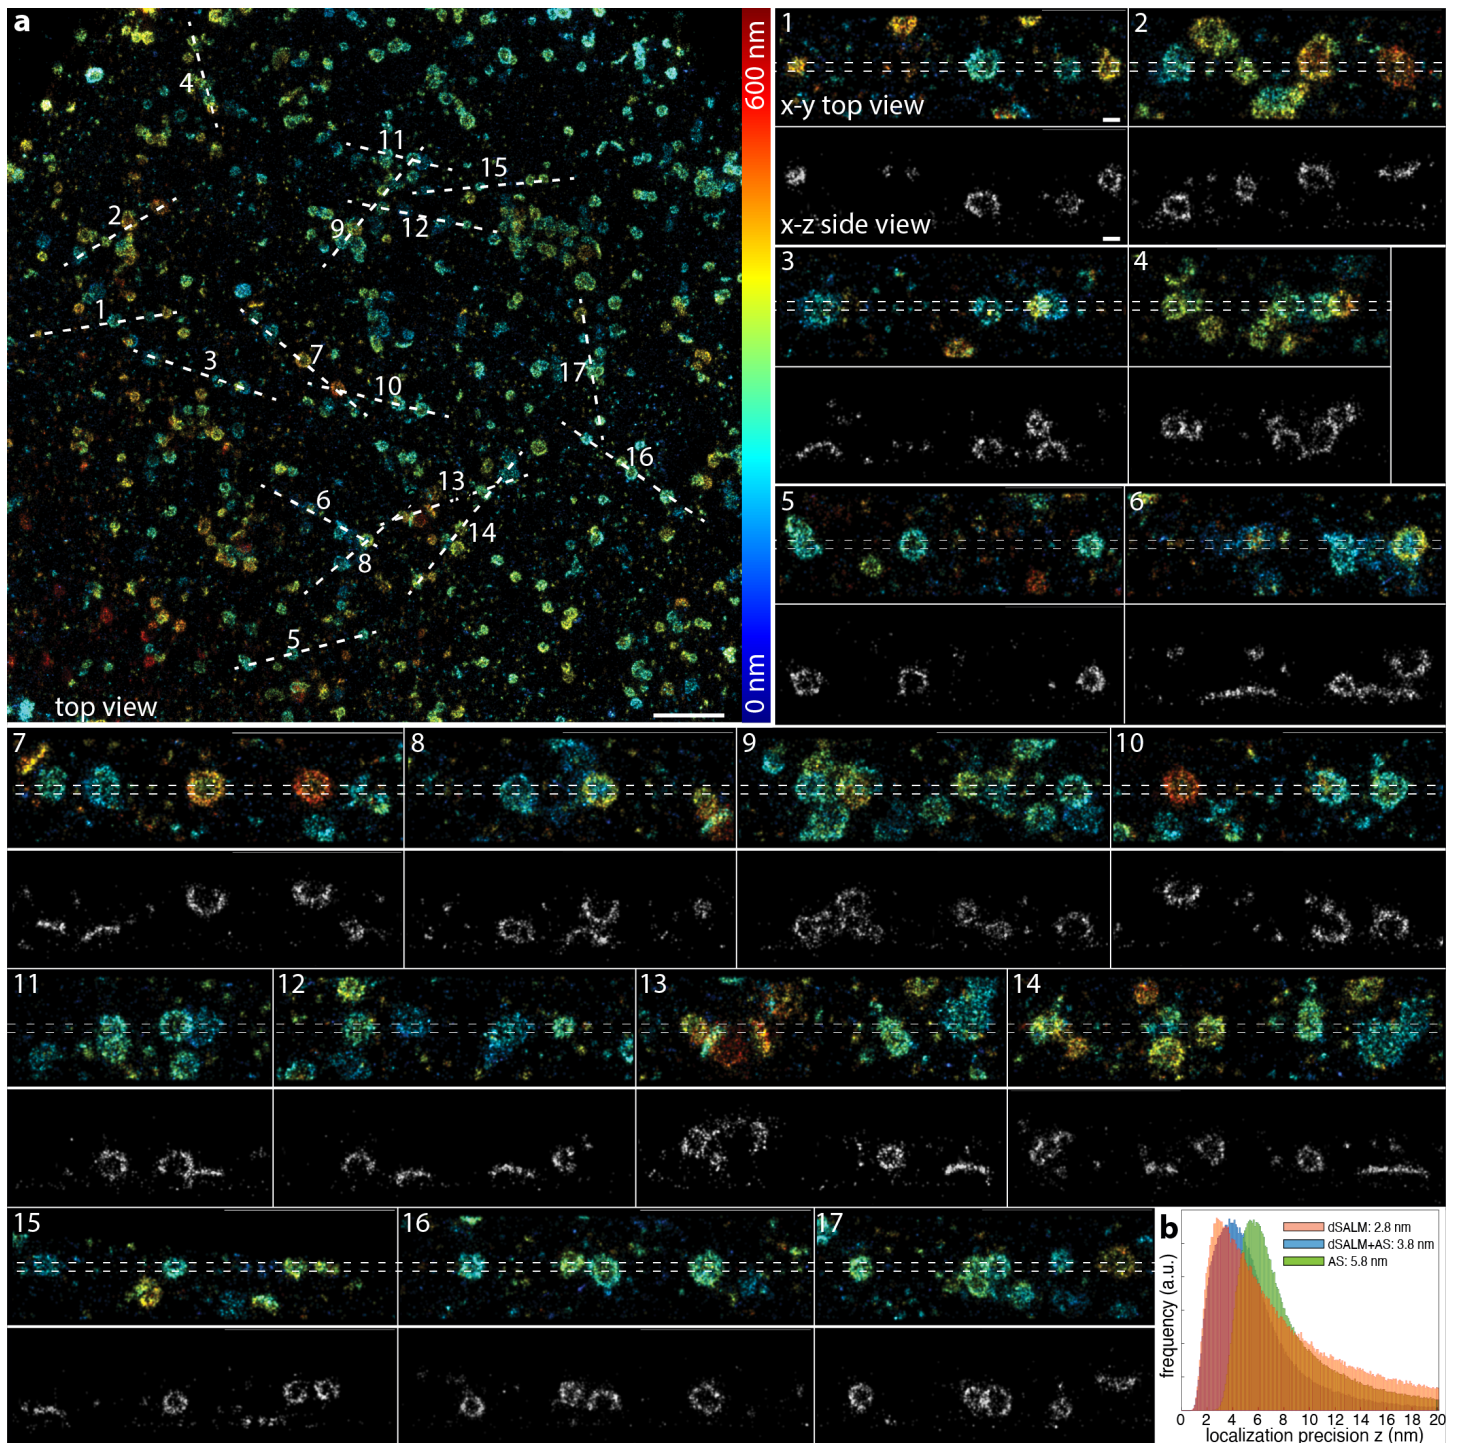 a
4
11
15
2
9
12
1
7
3
10
17
16
13
6
14
8
5
top view
600 nm
0 nm
1
x-y top view
x-z side view
2
3
4
5
6
7
8
9
10
11
12
13
14
15
16
17
b
dSALM: 2.8 nm
dSALM+AS: 3.8 nm
AS: 5.8 nm
frequency (a.u.)
0 2 4 6 8 10 12 14 16 18 20
localization precision z (nm)